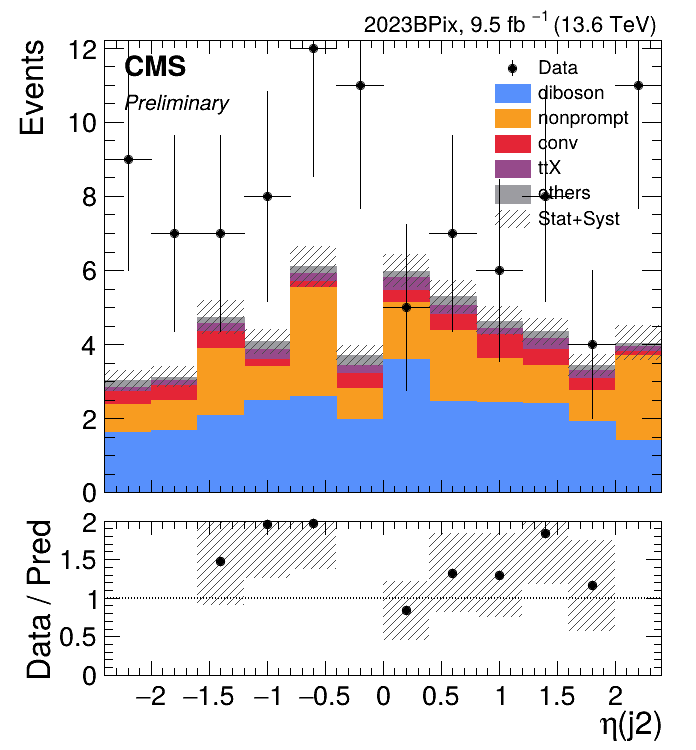 2023BPix, 9.5 fb⁻¹ (13.6 TeV)
Events
12
10
8
6
4
2
0
CMS
Preliminary
Data
diboson
nonprompt
conv
ttX
others
Stat+Syst
Data / Pred
2
1.5
1
0.5
0
−2 −1.5 −1 −0.5 0 0.5 1 1.5 2
η(j2)